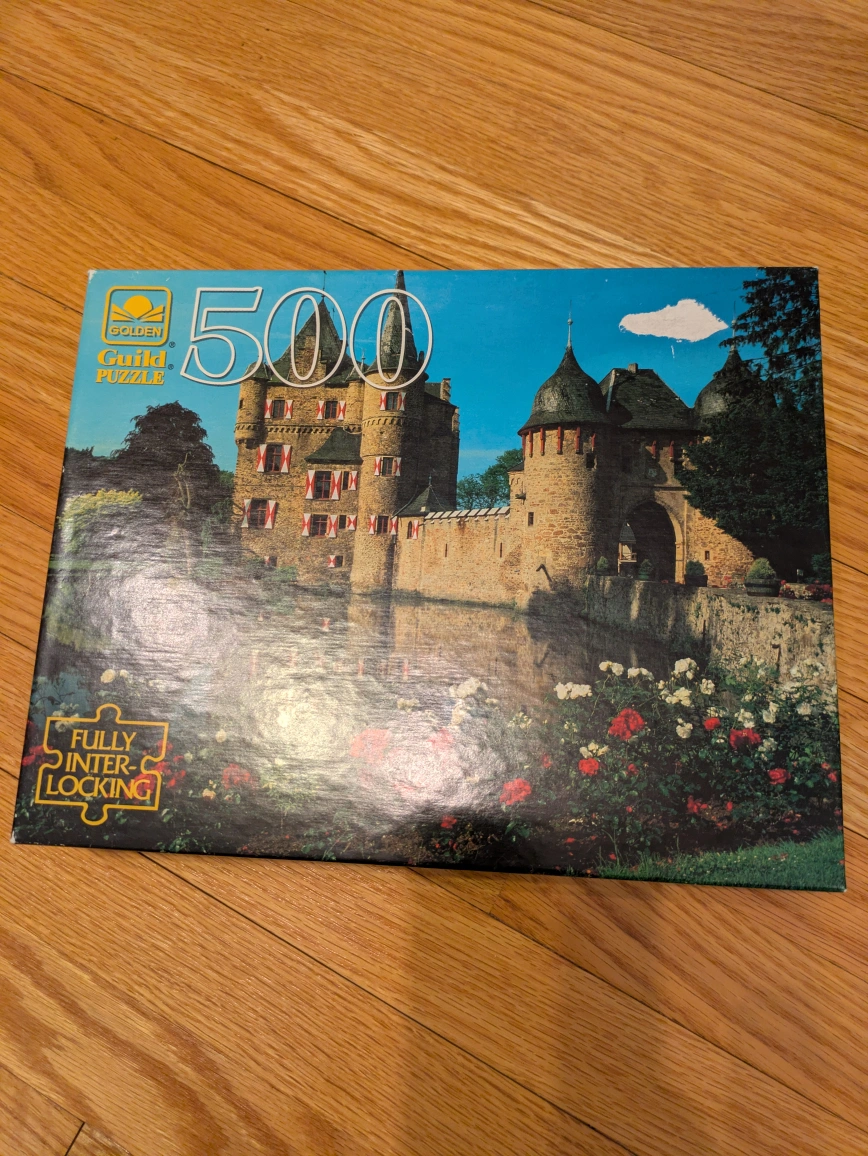 GOLDEN®
Guild®
PUZZLE
500
FULLY
INTER-
LOCKING